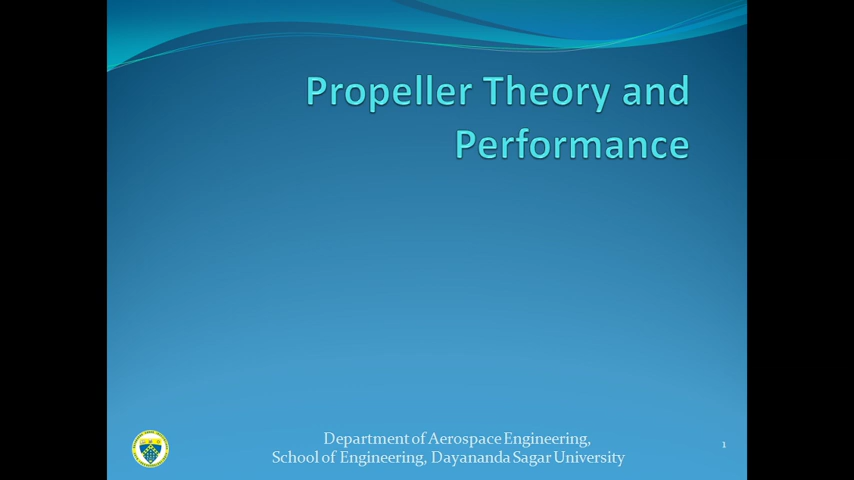 Propeller Theory and
Performance
Department of Aerospace Engineering,
School of Engineering, Dayananda Sagar University
1